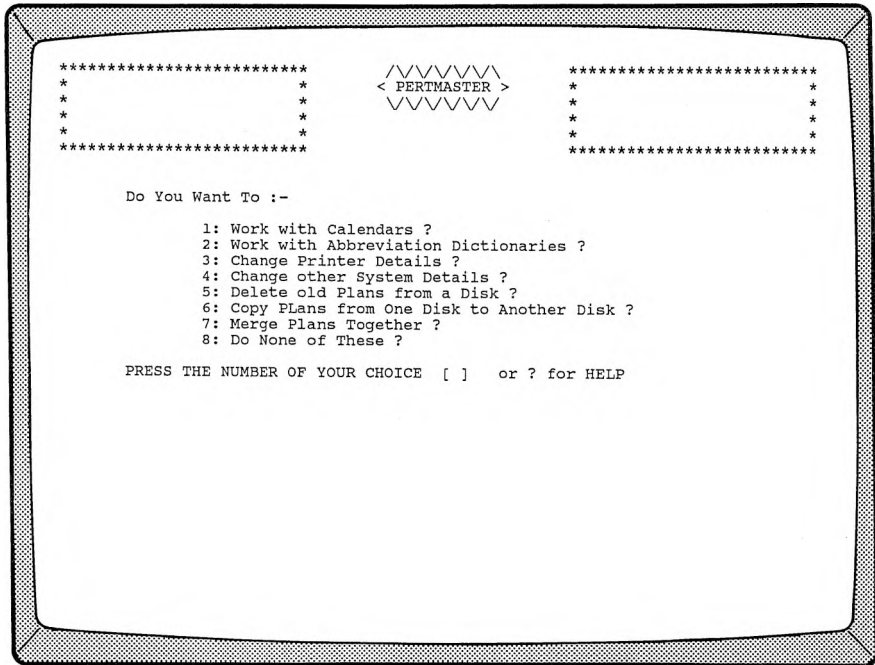 **************************    /\/\/\/\/\/\    **************************
*                        *   < PERTMASTER >   *                        *
*                        *    \/\/\/\/\/\/    *                        *
*                        *                    *                        *
*                        *                    *                        *
**************************                    **************************
Do You Want To :-
1: Work with Calendars ?
2: Work with Abbreviation Dictionaries ?
3: Change Printer Details ?
4: Change other System Details ?
5: Delete old Plans from a Disk ?
6: Copy PLans from One Disk to Another Disk ?
7: Merge Plans Together ?
8: Do None of These ?
PRESS THE NUMBER OF YOUR CHOICE [ ] or ? for HELP